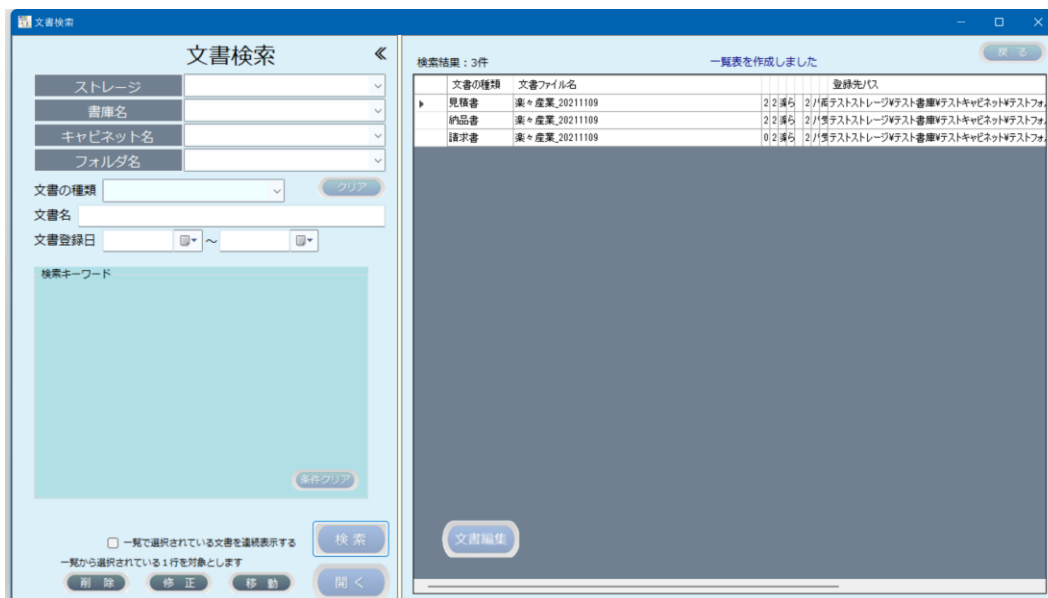 文書検索
文書検索
≪
ストレージ
書庫名
キャビネット名
フォルダ名
文書の種類
クリア
文書名
文書登録日 ～
検索キーワード
条件クリア
一覧で選択されている文書を連続表示する
検 索
一覧から選択されている1行を対象とします
削 除 修 正 移 動
開 く
検索結果：3件 一覧表を作成しました 戻 る
文書の種類 文書ファイル名 登録先パス
見積書 楽々産業_20211109 2 2 ら 2 テストストレージ¥テスト書庫¥テストキャビネット¥テストフォ
納品書 楽々産業_20211109 2 2 ら 2 テストストレージ¥テスト書庫¥テストキャビネット¥テストフォ
請求書 楽々産業_20211109 0 2 ら 2 テストストレージ¥テスト書庫¥テストキャビネット¥テストフォ
文書編集